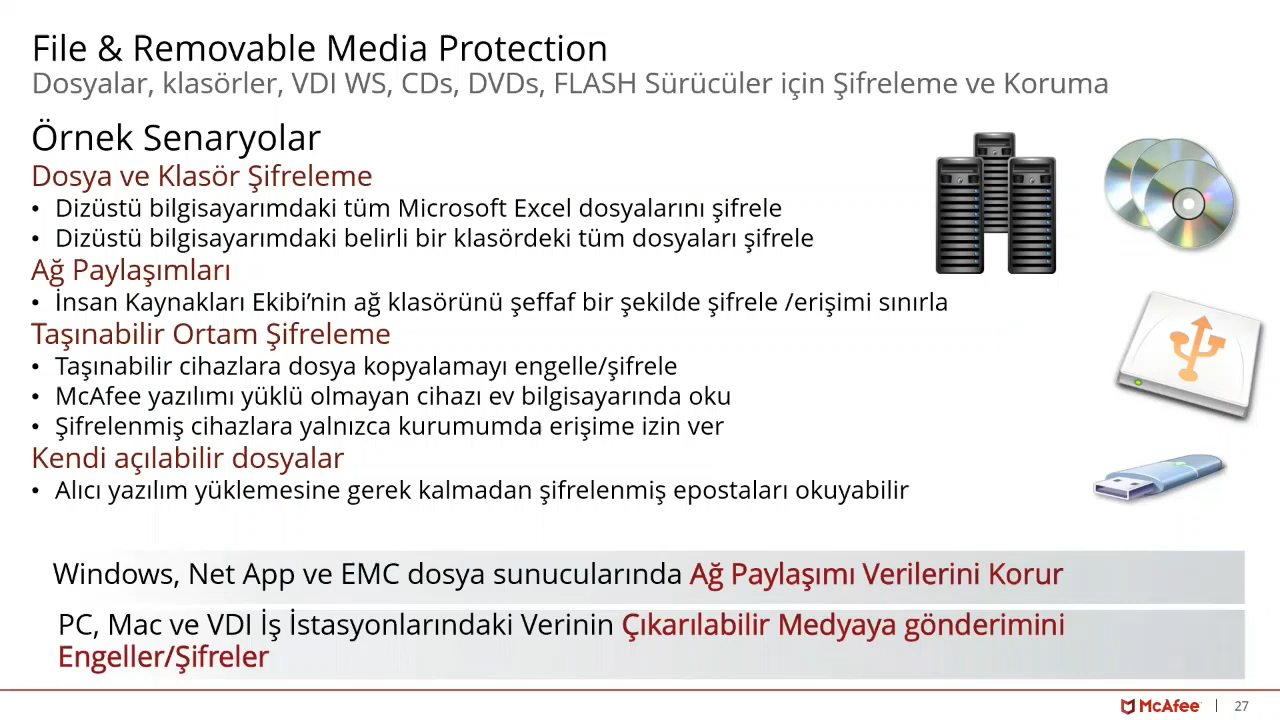 File & Removable Media Protection
Dosyalar, klasörler, VDI WS, CDs, DVDs, FLASH Sürücüler için Şifreleme ve Koruma
Örnek Senaryolar
Dosya ve Klasör Şifreleme
• Dizüstü bilgisayarımdaki tüm Microsoft Excel dosyalarını şifrele
• Dizüstü bilgisayarımdaki belirli bir klasördeki tüm dosyaları şifrele
Ağ Paylaşımları
• İnsan Kaynakları Ekibi’nin ağ klasörünü şeffaf bir şekilde şifrele /erişimi sınırla
Taşınabilir Ortam Şifreleme
• Taşınabilir cihazlara dosya kopyalamayı engelle/şifrele
• McAfee yazılımı yüklü olmayan cihazı ev bilgisayarında oku
• Şifrelenmiş cihazlara yalnızca kurumumda erişime izin ver
Kendi açılabilir dosyalar
• Alıcı yazılım yüklemesine gerek kalmadan şifrelenmiş epostaları okuyabilir
Windows, Net App ve EMC dosya sunucularında Ağ Paylaşımı Verilerini Korur
PC, Mac ve VDI İş İstasyonlarındaki Verinin Çıkarılabilir Medyaya gönderimini
Engeller/Şifreler
McAfee | 27